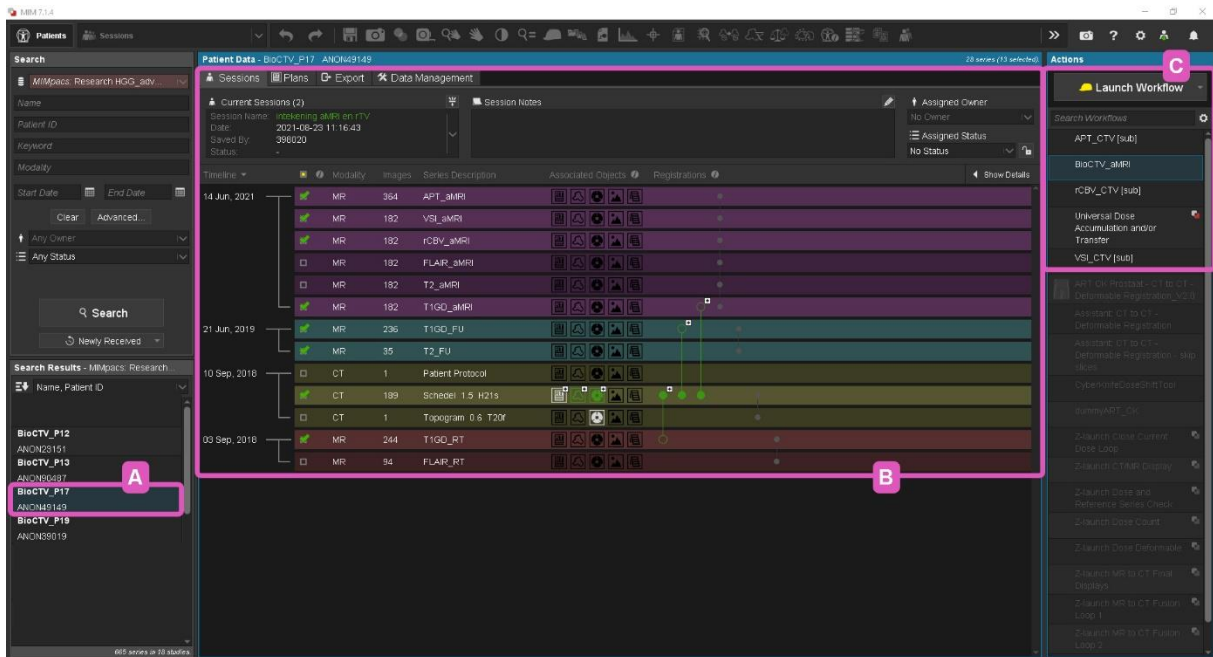 MIM 7.1.4
Patients Sessions
Search
MIMpacs: Research HGG_adv...
Name
Patient ID
Keyword
Modality
Start Date End Date
Clear Advanced...
Any Owner
Any Status
Search
Newly Received
Search Results - MIMpacs: Research...
Name, Patient ID
BioCTV_P12
ANON23151
BioCTV_P13
ANON90487
BioCTV_P17
ANON49149
BioCTV_P19
ANON39019
665 series in 18 studies
A
Patient Data - BioCTV_P17 ANON49149 28 series (13 selected)
Sessions Plans Export Data Management
Current Sessions (2)
Session Name: intekening aMRI en rTV
Date: 2021-08-23 11:16:43
Saved By: 398020
Status: -
Session Notes
Assigned Owner
No Owner
Assigned Status
No Status
Timeline Modality Images Series Description Associated Objects Registrations Show Details
14 Jun, 2021 MR 364 APT_aMRI
MR 182 VSI_aMRI
MR 182 rCBV_aMRI
MR 182 FLAIR_aMRI
MR 182 T2_aMRI
MR 182 T1GD_aMRI
21 Jun, 2019 MR 236 T1GD_FU
MR 35 T2_FU
10 Sep, 2018 CT 1 Patient Protocol
CT 189 Schedel 1.5 H21s
CT 1 Topogram 0.6 T20f
03 Sep, 2018 MR 244 T1GD_RT
MR 94 FLAIR_RT
B
Actions
C
Launch Workflow
Search Workflows
APT_CTV [sub]
BioCTV_aMRI
rCBV_CTV [sub]
Universal Dose
Accumulation and/or
Transfer
VSI_CTV [sub]
ART CK Prostaat - CT to CT -
Deformable Registration_V2.8
Assistant: CT to CT -
Deformable Registration
Assistant: CT to CT -
Deformable Registration - skip
slices
CyberknifeDoseShiftTool
dummyART_CK
Z-launch Close Current
Dose Loop
Z-launch CT/MR Display
Z-launch Dose and
Reference Series Check
Z-launch Dose Count
Z-launch Dose Deformable
Z-launch MR to CT Final
Displays
Z-launch MR to CT Fusion
Loop 1
Z-launch MR to CT Fusion
Loop 2